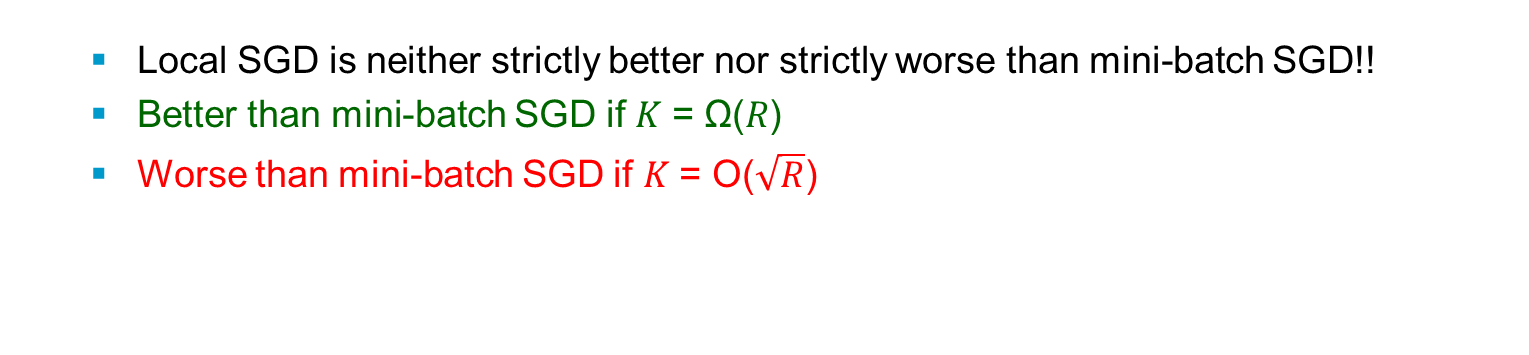 ▪ Local SGD is neither strictly better nor strictly worse than mini-batch SGD!!
▪ Better than mini-batch SGD if K = Ω(R)
▪ Worse than mini-batch SGD if K = O(√R)